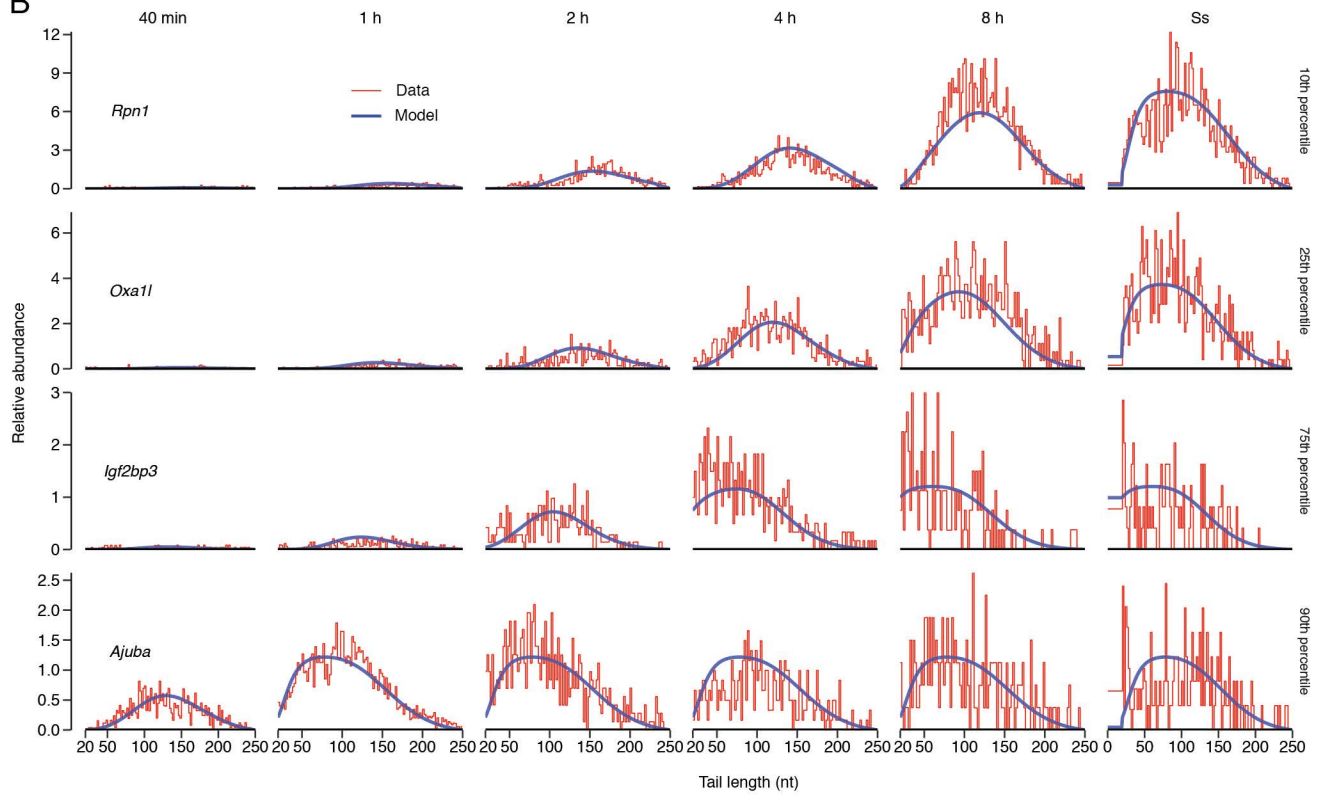 B
40 min 1 h 2 h 4 h 8 h Ss
Data
Model
12
9
6
3
0
Rpn1
10th percentile
6
4
2
0
Oxa1l
25th percentile
Relative abundance
3
2
1
0
Igf2bp3
75th percentile
2.5
2.0
1.5
1.0
0.5
0.0
Ajuba
90th percentile
20 50 100 150 200 250 20 50 100 150 200 250 20 50 100 150 200 250 20 50 100 150 200 250 20 50 100 150 200 250 0 50 100 150 200 250
Tail length (nt)